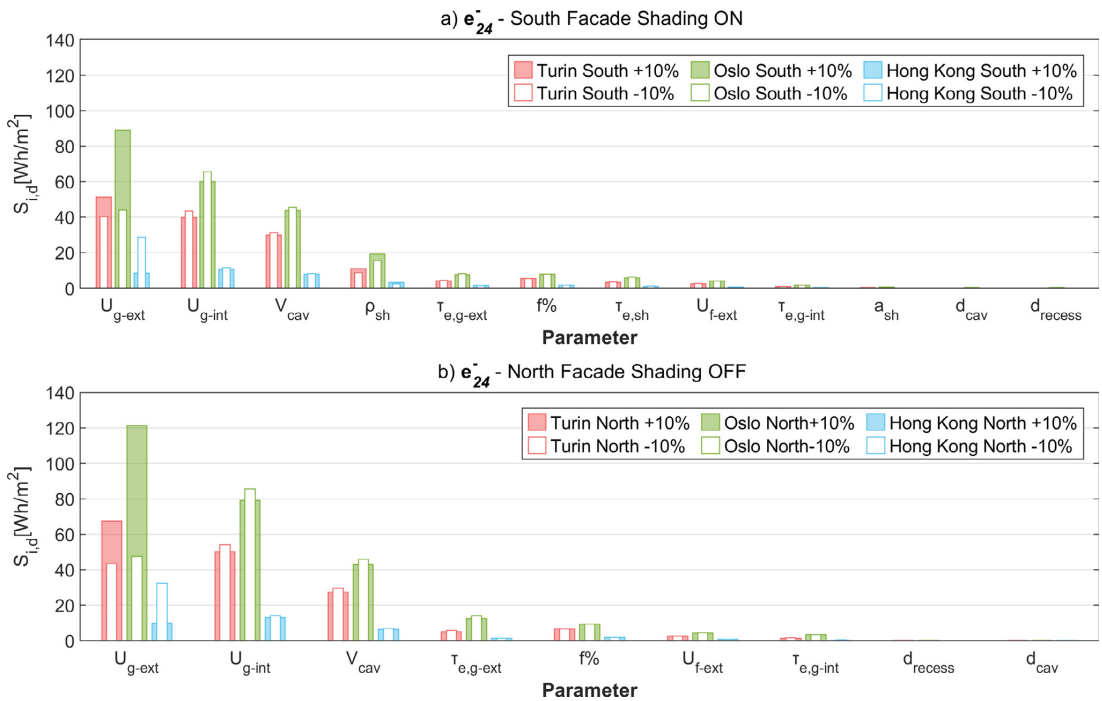 a) e⁻₂₄ - South Facade Shading ON
140
120
100
80
60
40
20
0
S_i,d[Wh/m²]
Turin South +10% Oslo South +10% Hong Kong South +10%
Turin South -10% Oslo South -10% Hong Kong South -10%
U_g-ext U_g-int V_cav ρ_sh τ_e,g-ext f% τ_e,sh U_f-ext τ_e,g-int a_sh d_cav d_recess
Parameter
b) e⁻₂₄ - North Facade Shading OFF
140
120
100
80
60
40
20
0
S_i,d[Wh/m²]
Turin North +10% Oslo North+10% Hong Kong North +10%
Turin North -10% Oslo North-10% Hong Kong North -10%
U_g-ext U_g-int V_cav τ_e,g-ext f% U_f-ext τ_e,g-int d_recess d_cav
Parameter